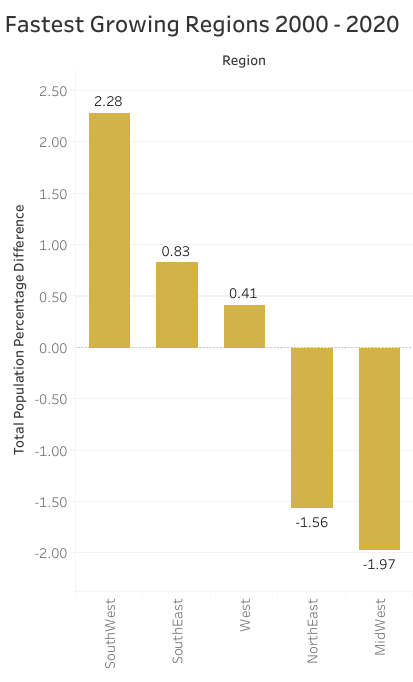 Fastest Growing Regions 2000 - 2020
Region
Total Population Percentage Difference
2.50
2.00
1.50
1.00
0.50
0.00
-0.50
-1.00
-1.50
-2.00
2.28
0.83
0.41
-1.56
-1.97
SouthWest
SouthEast
West
NorthEast
MidWest